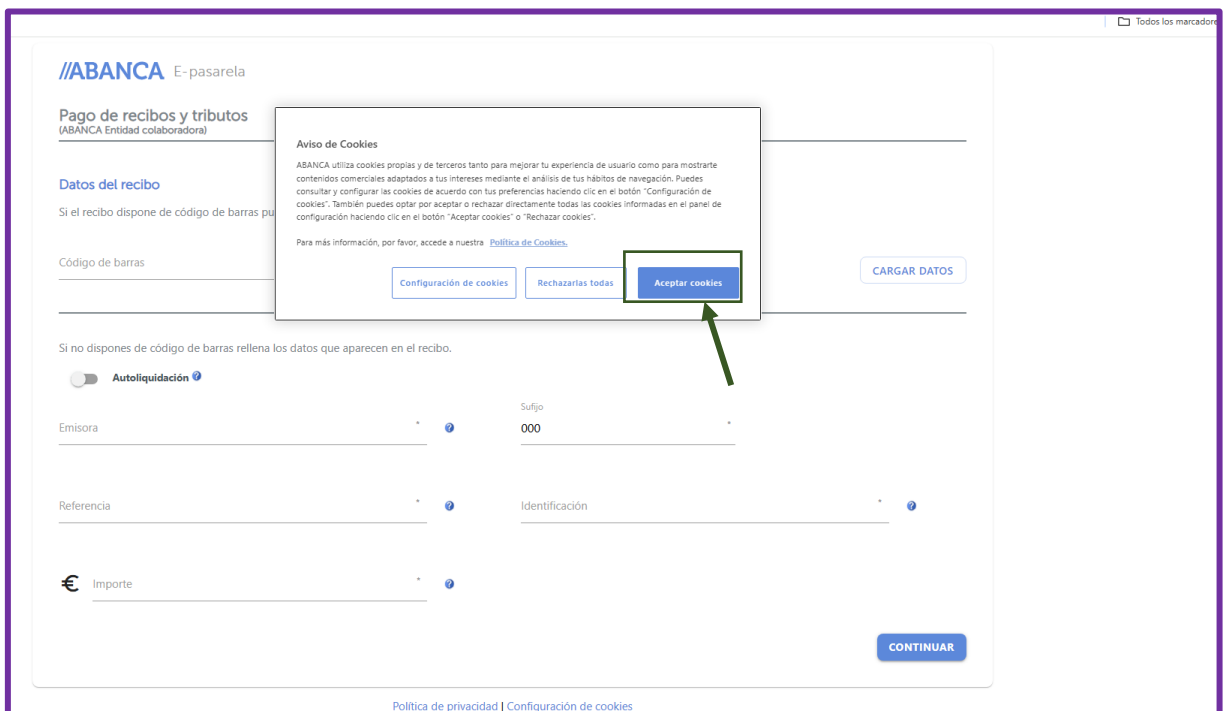 Todos los marcadore
//ABANCA E-pasarela
Pago de recibos y tributos
(ABANCA Entidad colaboradora)
Aviso de Cookies
ABANCA utiliza cookies propias y de terceros tanto para mejorar tu experiencia de usuario como para mostrarte
contenidos comerciales adaptados a tus intereses mediante el análisis de tus hábitos de navegación. Puedes
consultar y configurar las cookies de acuerdo con tus preferencias haciendo clic en el botón "Configuración de
cookies". También puedes optar por aceptar o rechazar directamente todas las cookies informadas en el panel de
configuración haciendo clic en el botón "Aceptar cookies" o "Rechazar cookies".
Para más información, por favor, accede a nuestra Política de Cookies.
Configuración de cookies Rechazarlas todas Aceptar cookies
Datos del recibo
Si el recibo dispone de código de barras pu
Código de barras
CARGAR DATOS
Si no dispones de código de barras rellena los datos que aparecen en el recibo.
Autoliquidación ?
Emisora * ?
Sufijo
000 *
Referencia * ?
Identificación * ?
€ Importe * ?
CONTINUAR
Política de privacidad | Configuración de cookies